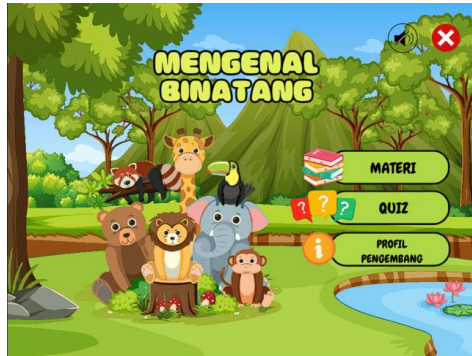 MENGENAL
BINATANG
MATERI
? ? ?
QUIZ
i
PROFIL
PENGEMBANG